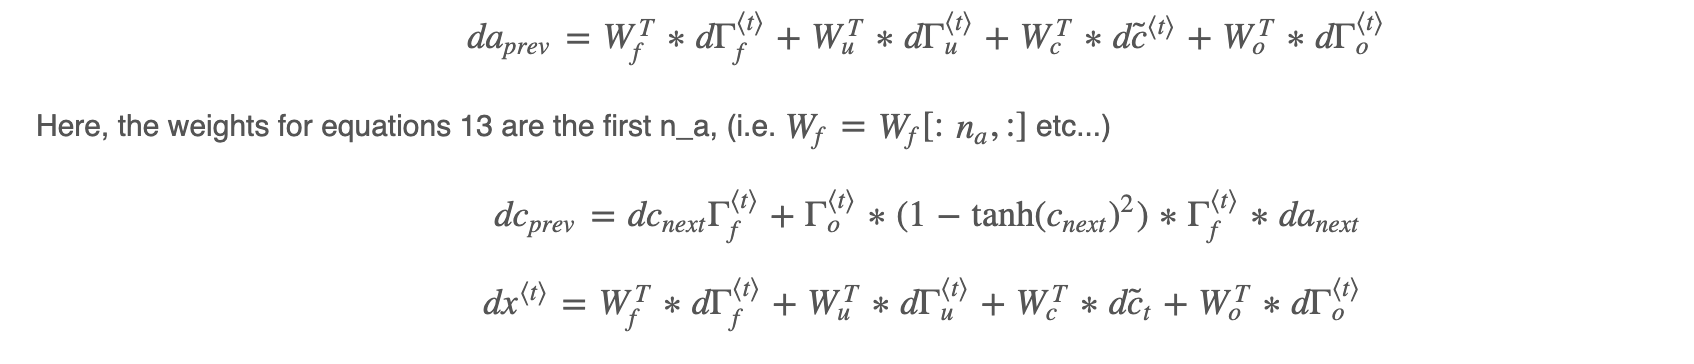 da_{prev} = W_f^T * dΓ_f^{⟨t⟩} + W_u^T * dΓ_u^{⟨t⟩} + W_c^T * dc̃^{⟨t⟩} + W_o^T * dΓ_o^{⟨t⟩}
Here, the weights for equations 13 are the first n_a, (i.e. W_f = W_f[: n_a, :] etc...)
dc_{prev} = dc_{next}Γ_f^{⟨t⟩} + Γ_o^{⟨t⟩} * (1 − tanh(c_{next})^2) * Γ_f^{⟨t⟩} * da_{next}
dx^{⟨t⟩} = W_f^T * dΓ_f^{⟨t⟩} + W_u^T * dΓ_u^{⟨t⟩} + W_c^T * dc̃_t + W_o^T * dΓ_o^{⟨t⟩}